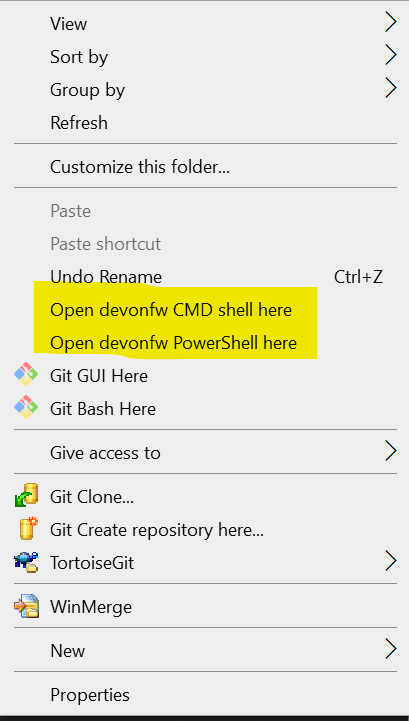 View
Sort by
Group by
Refresh
Customize this folder...
Paste
Paste shortcut
Undo Rename Ctrl+Z
Open devonfw CMD shell here
Open devonfw PowerShell here
Git GUI Here
Git Bash Here
Give access to
Git Clone...
Git Create repository here...
TortoiseGit
WinMerge
New
Properties